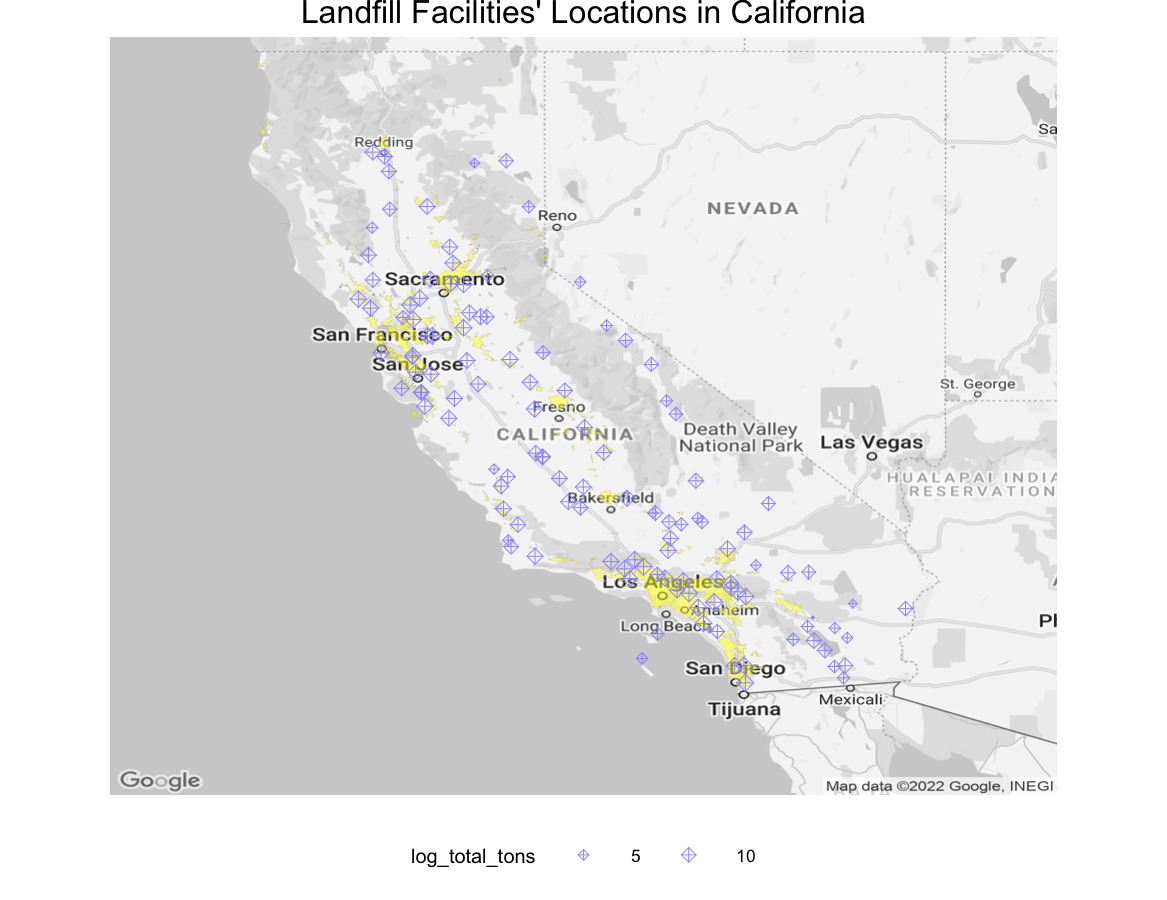 Landfill Facilities' Locations in California
Redding
Sa
NEVADA
Reno
Sacramento
San Francisco
San Jose
St. George
Fresno
CALIFORNIA
Death Valley
National Park
Las Vegas
HUALAPAI INDIA
RESERVATION
Bakersfield
Los Angeles
Anaheim
Long Beach
Ph
San Diego
Mexicali
Tijuana
Google
Map data ©2022 Google, INEGI
log_total_tons 5 10